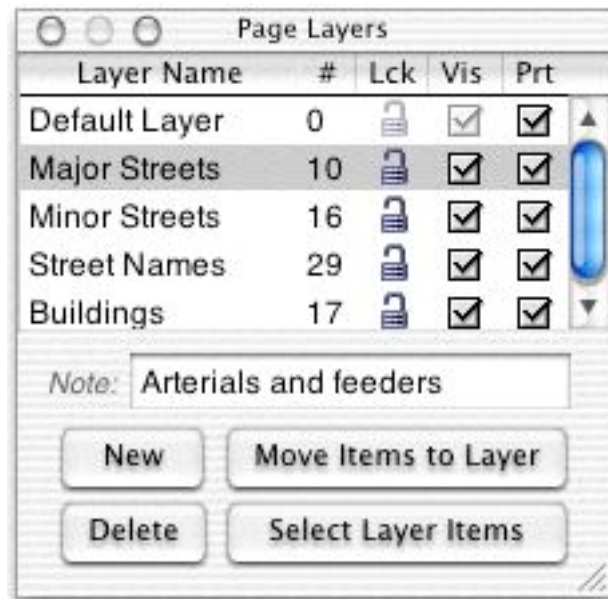 Page Layers
Layer Name # Lck Vis Prt
Default Layer 0
Major Streets 10
Minor Streets 16
Street Names 29
Buildings 17
Note: Arterials and feeders
New Move Items to Layer
Delete Select Layer Items